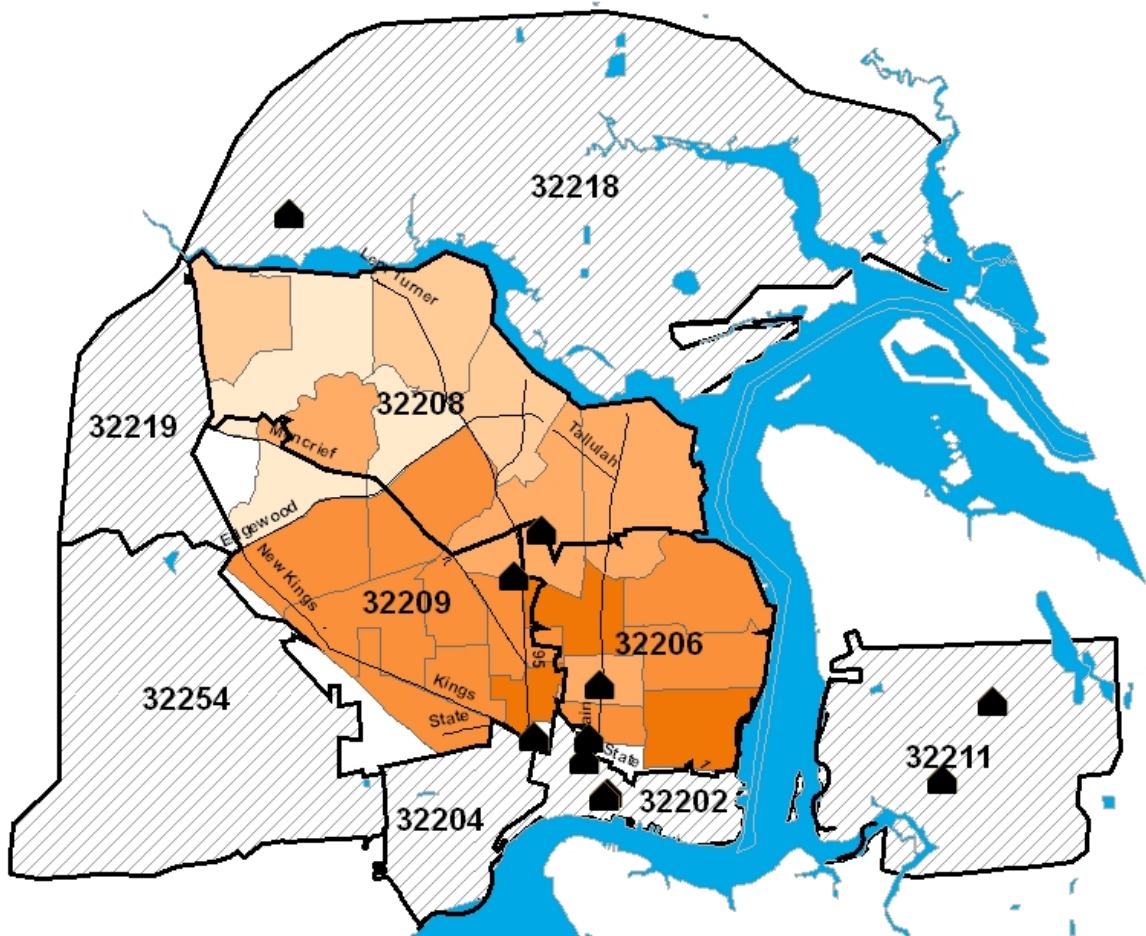 32218
Lem Turner
32208
32219
Moncrief
Tallulah
Edgewood
New Kings
32209
32206
95
Kings
32254
State
State
1
32211
32202
32204